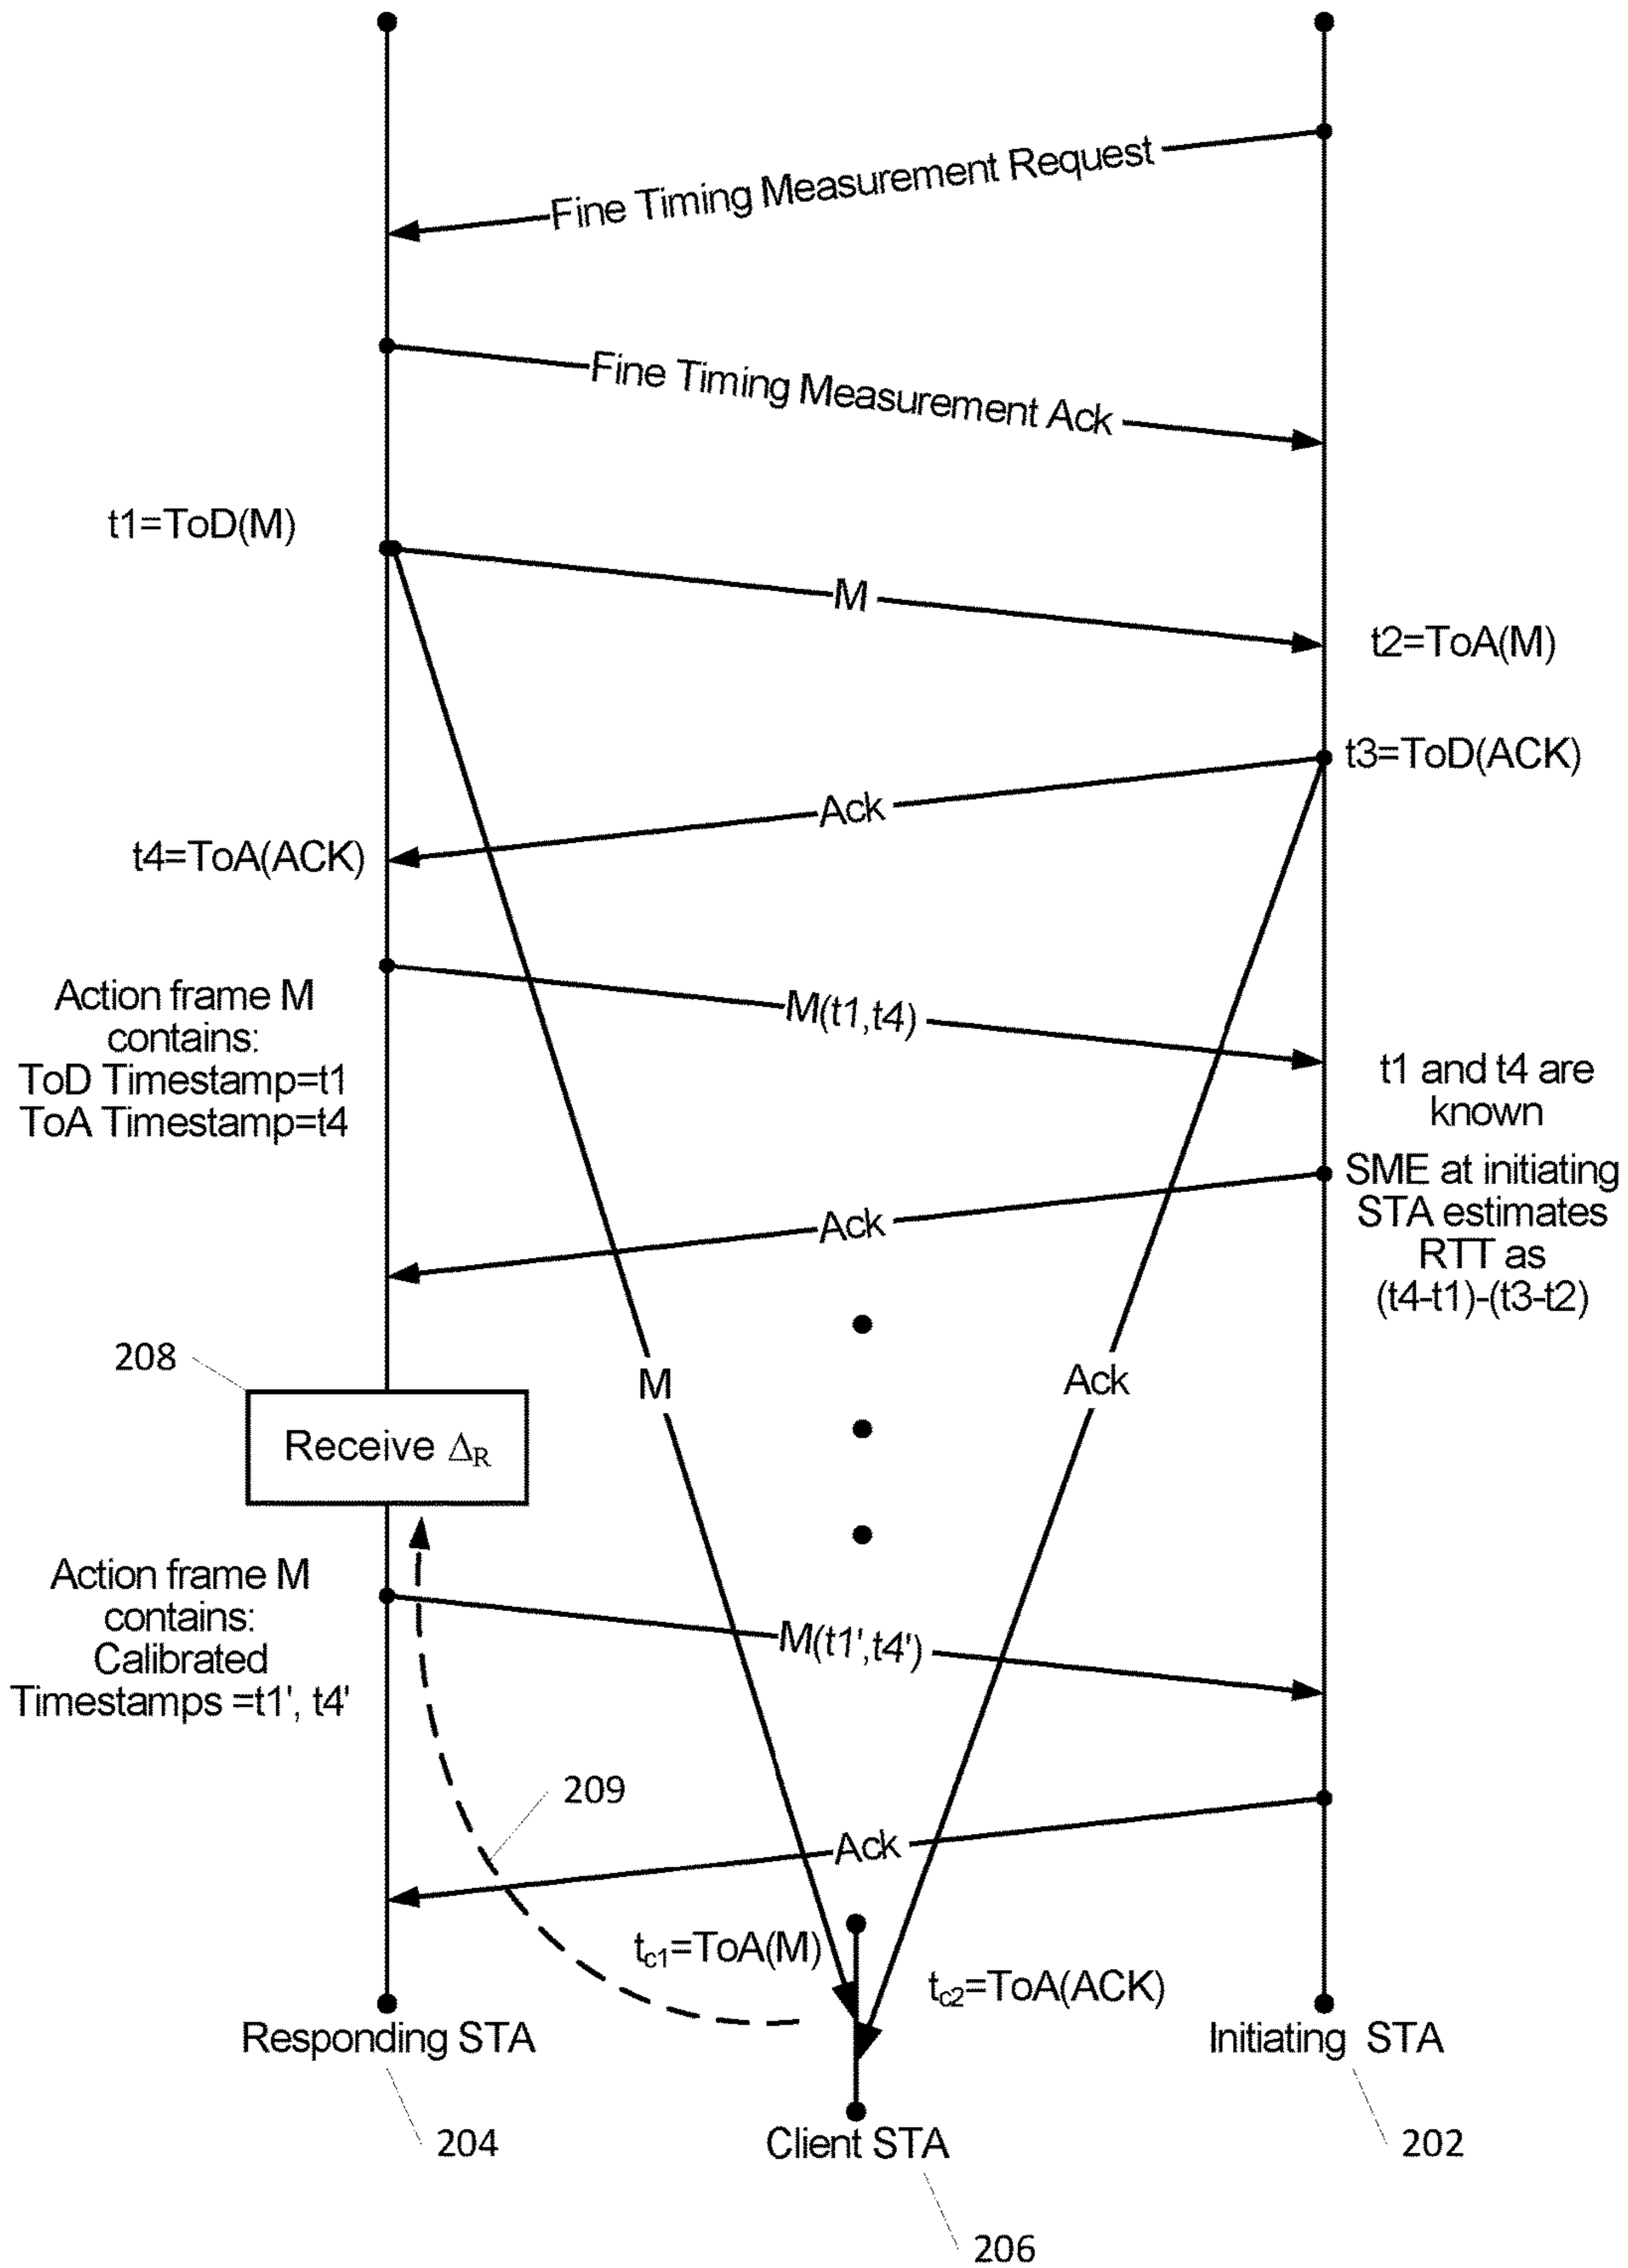 Fine Timing Measurement Request
Fine Timing Measurement Ack
t1=ToD(M)
M
t2=ToA(M)
t3=ToD(ACK)
Ack
t4=ToA(ACK)
Action frame M
contains:
ToD Timestamp=t1
ToA Timestamp=t4
M(t1,t4)
t1 and t4 are
known
SME at initiating
STA estimates
RTT as
(t4-t1)-(t3-t2)
Ack
208
M
Ack
Receive ΔR
Action frame M
contains:
Calibrated
Timestamps =t1', t4'
M(t1',t4')
209
Ack
tc1=ToA(M)
tc2=ToA(ACK)
Responding STA
Initiating STA
204
Client STA
202
206